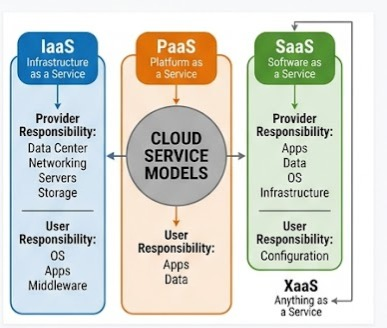 IaaS
Infrastructure
as a Service
Provider
Responsibility:
Data Center
Networking
Servers
Storage
User
Responsibility:
OS
Apps
Middleware
PaaS
Platform as
a Service
CLOUD
SERVICE
MODELS
User
Responsibility:
Apps
Data
SaaS
Software as
a Service
Provider
Responsibility:
Apps
Data
OS
Infrastructure
User
Responsibility:
Configuration
XaaS
Anything as
a Service